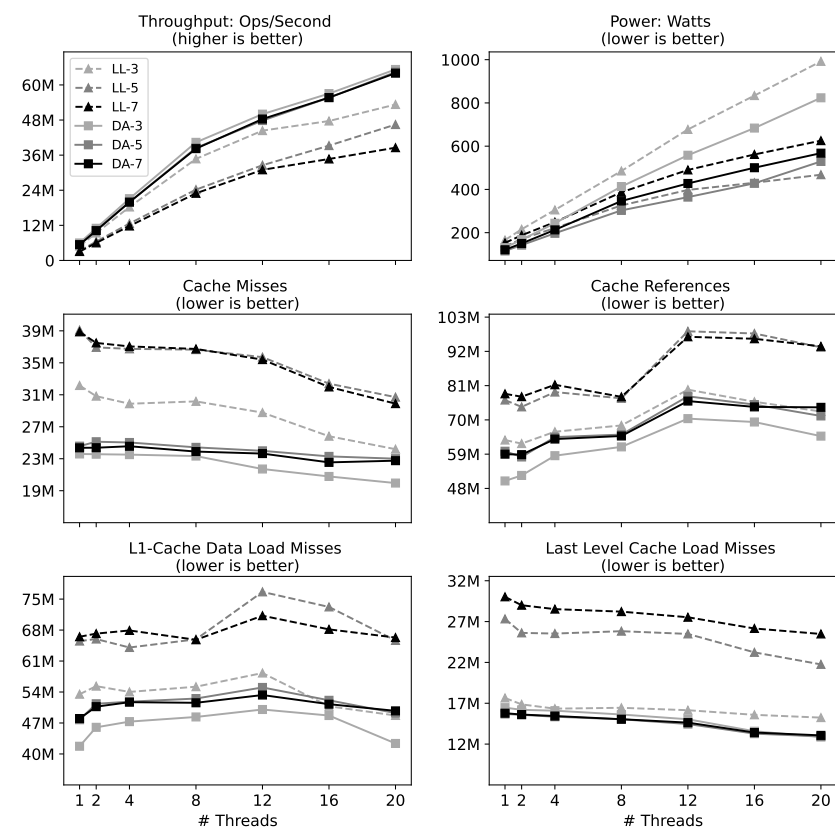 Throughput: Ops/Second
(higher is better)
60M
48M
36M
24M
12M
0
LL-3
LL-5
LL-7
DA-3
DA-5
DA-7
Power: Watts
(lower is better)
1000
800
600
400
200
Cache Misses
(lower is better)
39M
35M
31M
27M
23M
19M
Cache References
(lower is better)
103M
92M
81M
70M
59M
48M
L1-Cache Data Load Misses
(lower is better)
75M
68M
61M
54M
47M
40M
1 2 4 8 12 16 20
# Threads
Last Level Cache Load Misses
(lower is better)
32M
27M
22M
17M
12M
1 2 4 8 12 16 20
# Threads